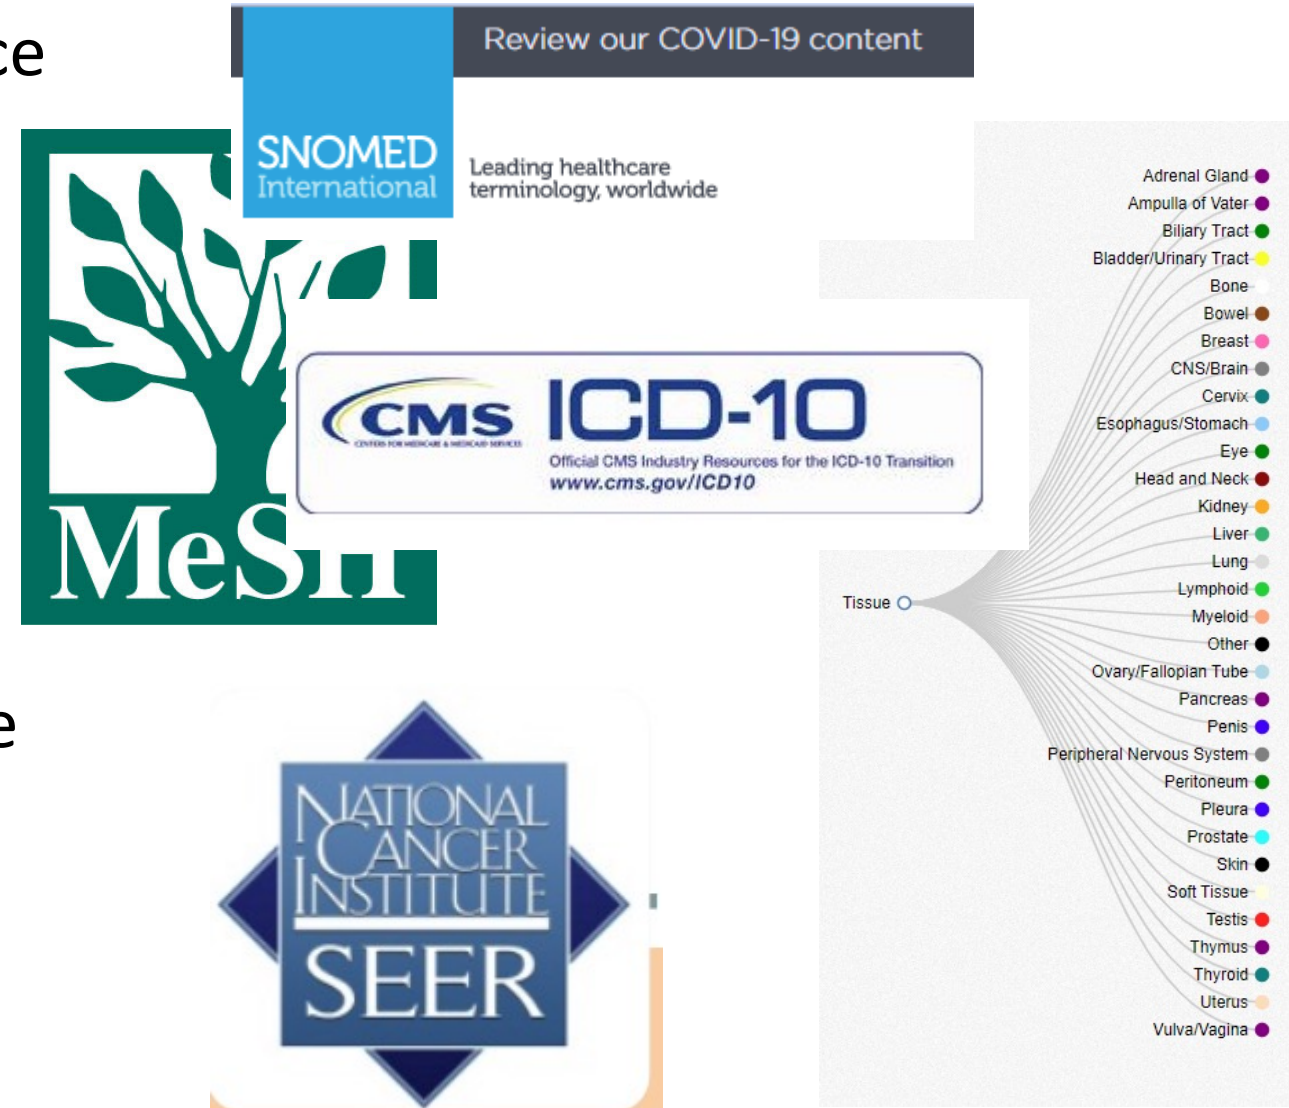 ce
Review our COVID-19 content
SNOMED
International
Leading healthcare
terminology, worldwide
MeSH
CMS
CENTERS FOR MEDICARE & MEDICAID SERVICES
ICD-10
Official CMS Industry Resources for the ICD-10 Transition
www.cms.gov/ICD10
e
NATIONAL
CANCER
INSTITUTE
SEER
Tissue
Adrenal Gland
Ampulla of Vater
Biliary Tract
Bladder/Urinary Tract
Bone
Bowel
Breast
CNS/Brain
Cervix
Esophagus/Stomach
Eye
Head and Neck
Kidney
Liver
Lung
Lymphoid
Myeloid
Other
Ovary/Fallopian Tube
Pancreas
Penis
Peripheral Nervous System
Peritoneum
Pleura
Prostate
Skin
Soft Tissue
Testis
Thymus
Thyroid
Uterus
Vulva/Vagina